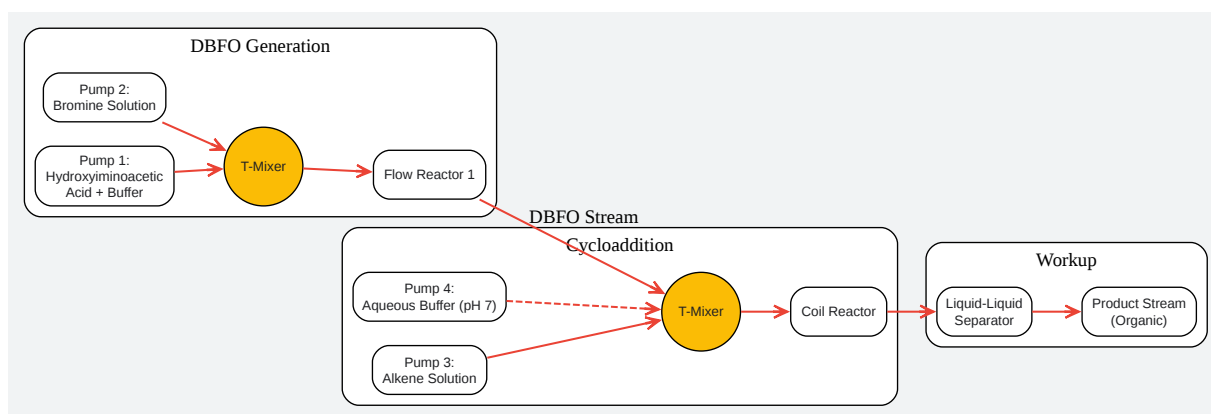 DBFO Generation
Pump 2:
Bromine Solution
Pump 1:
Hydroxyiminoacetic
Acid + Buffer
T-Mixer
Flow Reactor 1
DBFO Stream
Cycloaddition
Pump 4:
Aqueous Buffer (pH 7)
Pump 3:
Alkene Solution
T-Mixer
Coil Reactor
Workup
Liquid-Liquid
Separator
Product Stream
(Organic)